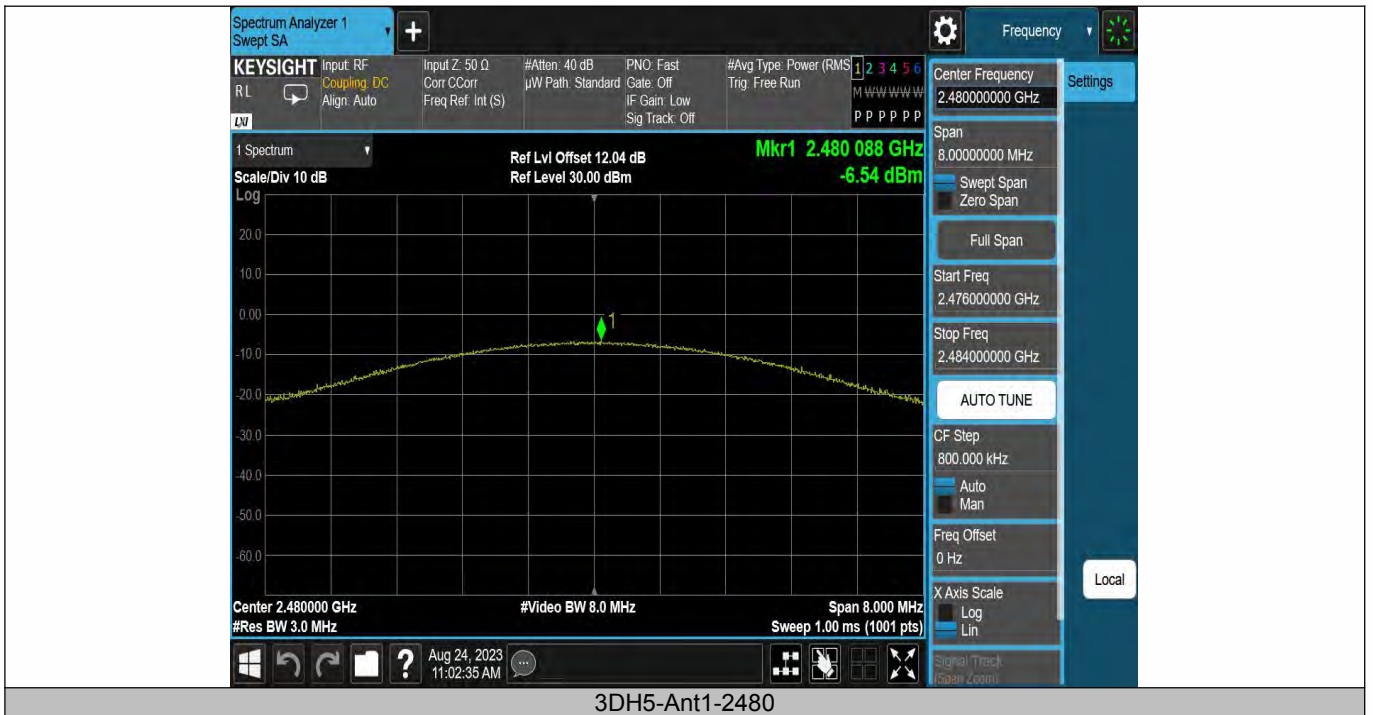 Spectrum Analyzer 1
Swept SA
+
Frequency
KEYSIGHT
RL
LXI
Input: RF
Coupling: DC
Align: Auto
Input Z: 50 Ω
Corr CCorr
Freq Ref: Int (S)
#Atten: 40 dB
µW Path: Standard
PNO: Fast
Gate: Off
IF Gain: Low
Sig Track: Off
#Avg Type: Power (RMS
Trig: Free Run
1 2 3 4 5 6
M W W W W W
P P P P P P
1 Spectrum
Scale/Div 10 dB
Log
Ref Lvl Offset 12.04 dB
Ref Level 30.00 dBm
Mkr1 2.480 088 GHz
-6.54 dBm
20.0
10.0
0.00
-10.0
-20.0
-30.0
-40.0
-50.0
-60.0
1
Center 2.480000 GHz
#Res BW 3.0 MHz
#Video BW 8.0 MHz
Span 8.000 MHz
Sweep 1.00 ms (1001 pts)
Center Frequency
2.480000000 GHz
Settings
Span
8.00000000 MHz
Swept Span
Zero Span
Full Span
Start Freq
2.476000000 GHz
Stop Freq
2.484000000 GHz
AUTO TUNE
CF Step
800.000 kHz
Auto
Man
Freq Offset
0 Hz
X Axis Scale
Log
Lin
Signal Track
(Span Zoom)
Local
?
Aug 24, 2023
11:02:35 AM
3DH5-Ant1-2480